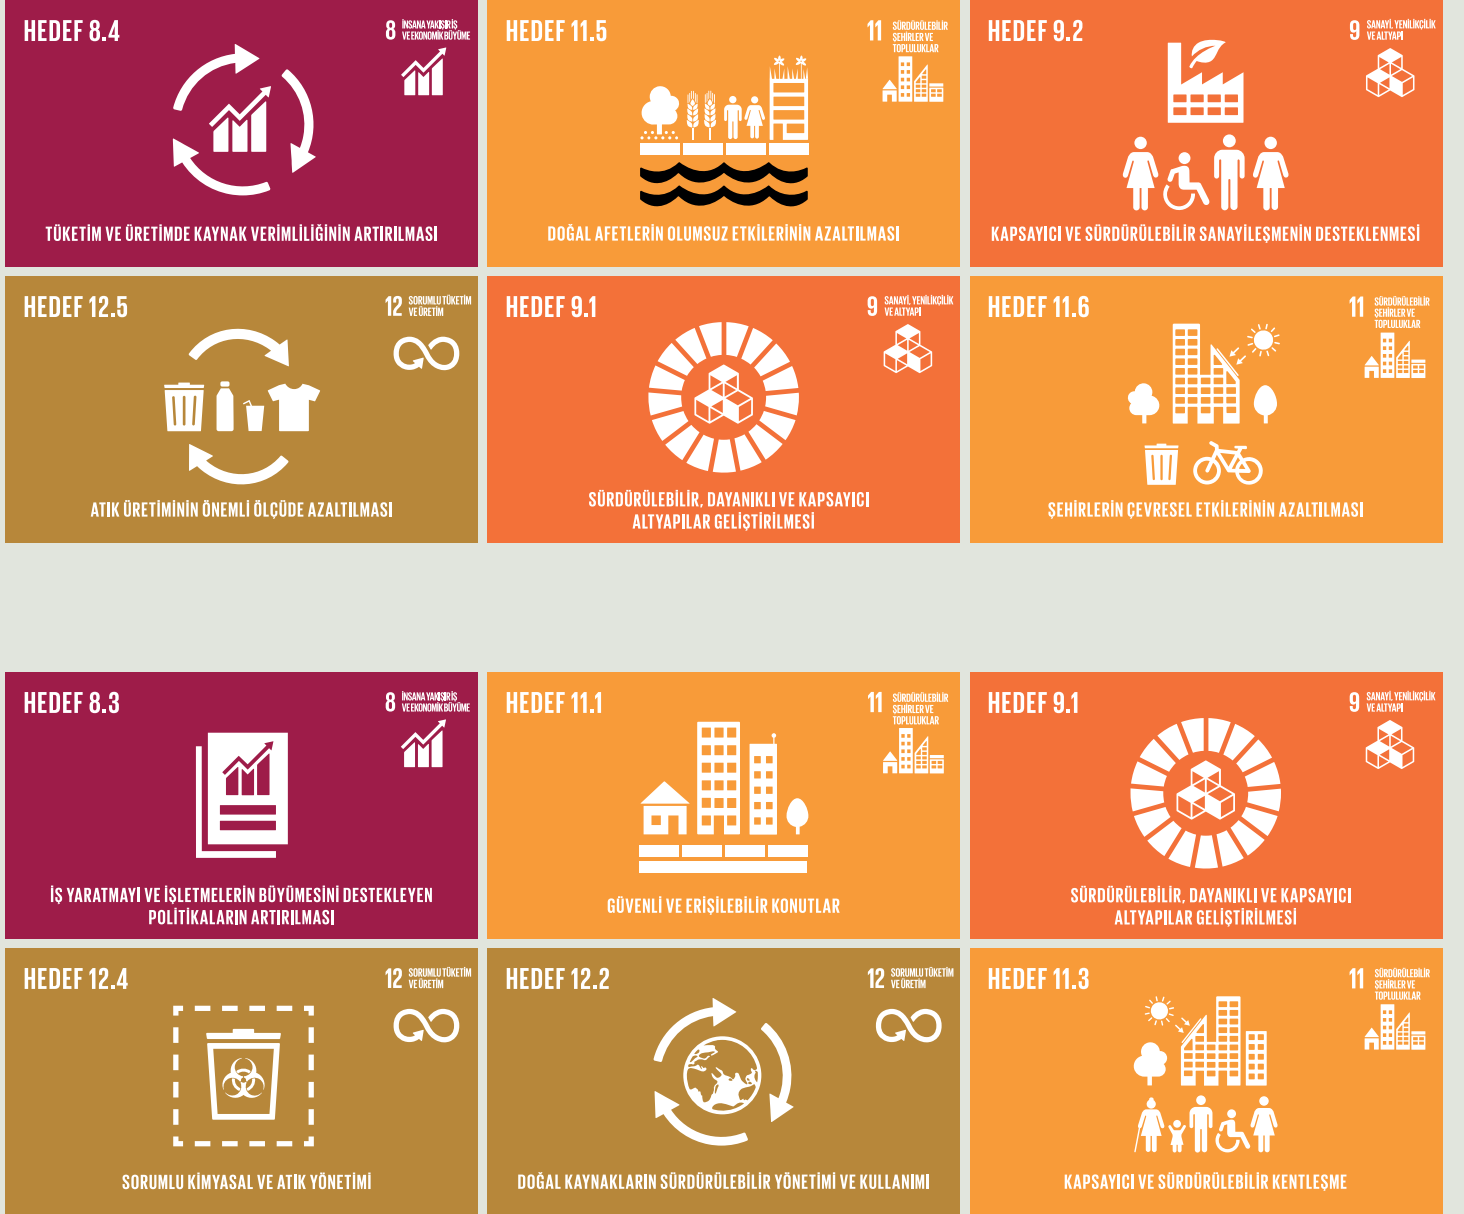 HEDEF 8.4
8 İNSANA YAKIŞIR İŞ
VE EKONOMİK BÜYÜME
TÜKETİM VE ÜRETİMDE KAYNAK VERİMLİLİĞİNİN ARTIRILMASI
HEDEF 11.5
11 SÜRDÜRÜLEBİLİR
ŞEHİRLER VE
TOPLULUKLAR
DOĞAL AFETLERİN OLUMSUZ ETKİLERİNİN AZALTILMASI
HEDEF 9.2
9 SANAYİ, YENİLİKÇİLİK
VE ALTYAPI
KAPSAYICI VE SÜRDÜRÜLEBİLİR SANAYİLEŞMENİN DESTEKLENMESİ
HEDEF 12.5
12 SORUMLU TÜKETİM
VE ÜRETİM
ATIK ÜRETİMİNİN ÖNEMLİ ÖLÇÜDE AZALTILMASI
HEDEF 9.1
9 SANAYİ, YENİLİKÇİLİK
VE ALTYAPI
SÜRDÜRÜLEBİLİR, DAYANIKLI VE KAPSAYICI
ALTYAPILAR GELİŞTİRİLMESİ
HEDEF 11.6
11 SÜRDÜRÜLEBİLİR
ŞEHİRLER VE
TOPLULUKLAR
ŞEHİRLERİN ÇEVRESEL ETKİLERİNİN AZALTILMASI
HEDEF 8.3
8 İNSANA YAKIŞIR İŞ
VE EKONOMİK BÜYÜME
İŞ YARATMAYI VE İŞLETMELERİN BÜYÜMESİNİ DESTEKLEYEN
POLİTİKALARIN ARTIRILMASI
HEDEF 11.1
11 SÜRDÜRÜLEBİLİR
ŞEHİRLER VE
TOPLULUKLAR
GÜVENLİ VE ERİŞİLEBİLİR KONUTLAR
HEDEF 9.1
9 SANAYİ, YENİLİKÇİLİK
VE ALTYAPI
SÜRDÜRÜLEBİLİR, DAYANIKLI VE KAPSAYICI
ALTYAPILAR GELİŞTİRİLMESİ
HEDEF 12.4
12 SORUMLU TÜKETİM
VE ÜRETİM
SORUMLU KİMYASAL VE ATIK YÖNETİMİ
HEDEF 12.2
12 SORUMLU TÜKETİM
VE ÜRETİM
DOĞAL KAYNAKLARIN SÜRDÜRÜLEBİLİR YÖNETİMİ VE KULLANIMI
HEDEF 11.3
11 SÜRDÜRÜLEBİLİR
ŞEHİRLER VE
TOPLULUKLAR
KAPSAYICI VE SÜRDÜRÜLEBİLİR KENTLEŞME